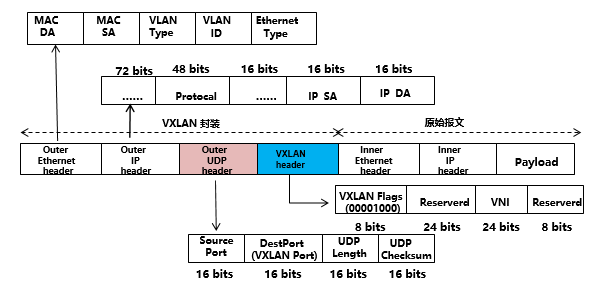 MAC DA
MAC SA
VLAN Type
VLAN ID
Ethernet Type
72 bits
48 bits
16 bits
16 bits
16 bits
......
Protocal
......
IP SA
IP DA
VXLAN 封装
原始报文
Outer Ethernet header
Outer IP header
Outer UDP header
VXLAN header
Inner Ethernet header
Inner IP header
Payload
VXLAN Flags (00001000)
Reserverd
VNI
Reserverd
8 bits
24 bits
24 bits
8 bits
Source Port
DestPort (VXLAN Port)
UDP Length
UDP Checksum
16 bits
16 bits
16 bits
16 bits